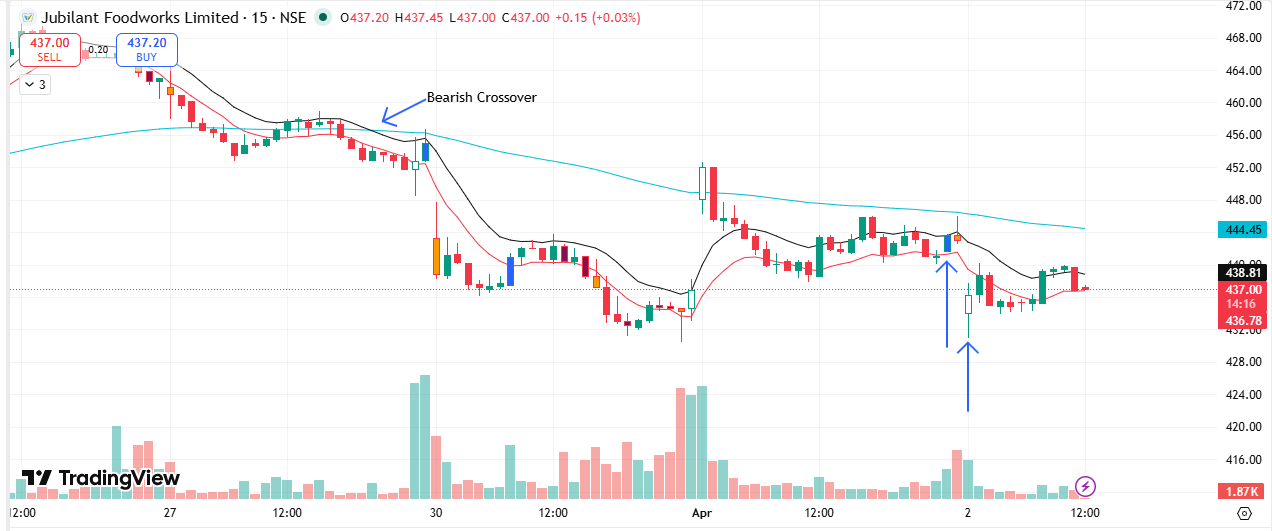 Jubilant Foodworks Limited · 15 · NSE O437.20 H437.45 L437.00 C437.00 +0.15 (+0.03%)
437.00 SELL
0.20
437.20 BUY
3
Bearish Crossover
472.00
468.00
464.00
460.00
456.00
452.00
448.00
444.45
440.00
438.81
437.00
14:16
436.78
432.00
428.00
424.00
420.00
416.00
1.87K
TradingView
12:00 27 12:00 30 12:00 Apr 12:00 2 12:00